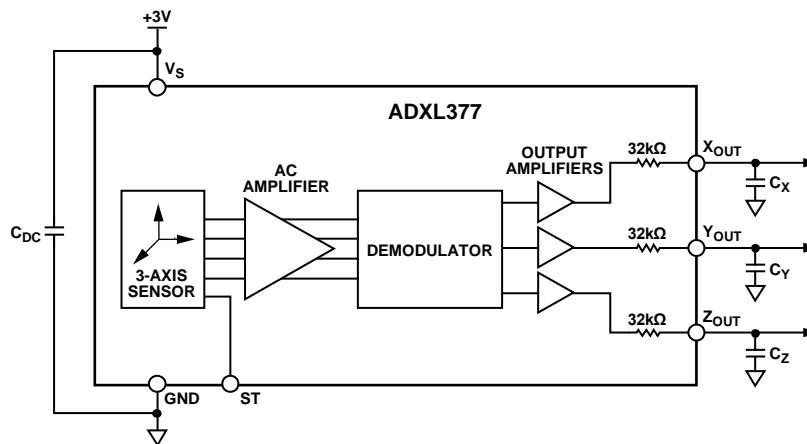 +3V
VS
ADXL377
OUTPUT
AMPLIFIERS
AC
AMPLIFIER
3-AXIS
SENSOR
DEMODULATOR
32kΩ
XOUT
CX
32kΩ
YOUT
CY
32kΩ
ZOUT
CZ
CDC
GND
ST